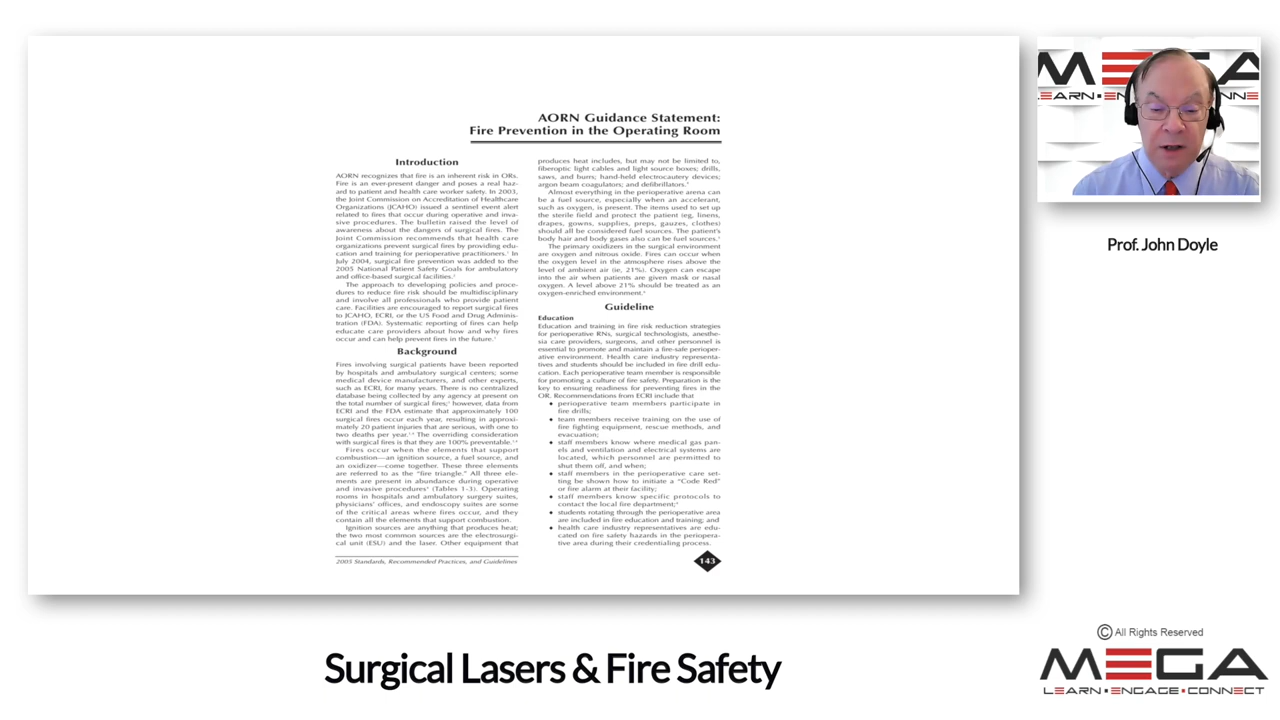 AORN Guidance Statement:
Fire Prevention in the Operating Room
Introduction
AORN recognizes that fire is an inherent risk in ORs.
Fire is an ever-present danger and poses a real haz-
ard to patient and health care worker safety. In 2003,
the Joint Commission on Accreditation of Healthcare
Organizations (JCAHO) issued a sentinel event alert
related to fires that occur during operative and inva-
sive procedures. The bulletin raised the level of
awareness about the dangers of surgical fires. The
Joint Commission recommends that health care
organizations prevent surgical fires by providing edu-
cation and training for perioperative practitioners.¹ In
July 2004, surgical fire prevention was added to the
2005 National Patient Safety Goals for ambulatory
and office-based surgical facilities.²
The approach to developing policies and proce-
dures to reduce fire risk should be multidisciplinary
and involve all professionals who provide patient
care. Facilities are encouraged to report surgical fires
to JCAHO, ECRI, or the US Food and Drug Adminis-
tration (FDA). Systematic reporting of fires can help
educate care providers about how and why fires
occur and can help prevent fires in the future.
Background
Fires involving surgical patients have been reported
by hospitals and ambulatory surgical centers; some
medical device manufacturers, and other experts,
such as ECRI, for many years. There is no centralized
database being collected by any agency at present on
the total number of surgical fires; however, data from
ECRI and the FDA estimate that approximately 100
surgical fires occur each year, resulting in approxi-
mately 20 patient injuries that are serious, with one to
two deaths per year. The overriding consideration
with surgical fires is that they are 100% preventable.
Fires occur when the elements that support
combustion—an ignition source, a fuel source, and
an oxidizer—come together. These three elements
are referred to as the “fire triangle.” All three ele-
ments are present in abundance during operative
and invasive procedures (Tables 1-3). Operating
rooms in hospitals and ambulatory surgery suites,
physicians’ offices, and endoscopy suites are some
of the critical areas where fires occur, and they
contain all the elements that support combustion.
Ignition sources are anything that produces heat;
the two most common sources are the electrosurgi-
cal unit (ESU) and the laser. Other equipment that
2005 Standards, Recommended Practices, and Guidelines
produces heat includes, but may not be limited to,
fiberoptic light cables and light source boxes; drills,
saws, and burrs; hand-held electrocautery devices;
argon beam coagulators; and defibrillators.
Almost everything in the perioperative arena can
be a fuel source, especially when an accelerant,
such as oxygen, is present. The items used to set up
the sterile field and protect the patient (eg, linens,
drapes, gowns, supplies, preps, gauzes, clothes)
should all be considered fuel sources. The patient’s
body hair and body gases also can be fuel sources.
The primary oxidizers in the surgical environment
are oxygen and nitrous oxide. Fires can occur when
the oxygen level in the atmosphere rises above the
level of ambient air (ie, 21%). Oxygen can escape
into the air when patients are given mask or nasal
oxygen. A level above 21% should be treated as an
oxygen-enriched environment.
Guideline
Education
Education and training in fire risk reduction strategies
for perioperative RNs, surgical technologists, anesthe-
sia care providers, surgeons, and other personnel is
essential to promote and maintain a fire-safe perioper-
ative environment. Health care industry representa-
tives and students should be included in fire drill edu-
cation. Each perioperative team member is responsible
for promoting a culture of fire safety. Preparation is the
key to ensuring readiness for preventing fires in the
OR. Recommendations from ECRI include that
• perioperative team members participate in
fire drills;
• team members receive training on the use of
fire fighting equipment, rescue methods, and
evacuation;
• staff members know where medical gas pan-
els and ventilation and electrical systems are
located, which personnel are permitted to
shut them off, and when;
• staff members in the perioperative care set-
ting be shown how to initiate a “Code Red”
or fire alarm at their facility;
• staff members know specific protocols to
contact the local fire department;
• students rotating through the perioperative area
are included in fire education and training; and
• health care industry representatives are edu-
cated on fire safety hazards in the periopera-
tive area during their credentialing process.
143
Prof. John Doyle
Surgical Lasers & Fire Safety
© All Rights Reserved
MEGA
LEARN • ENGAGE • CONNECT